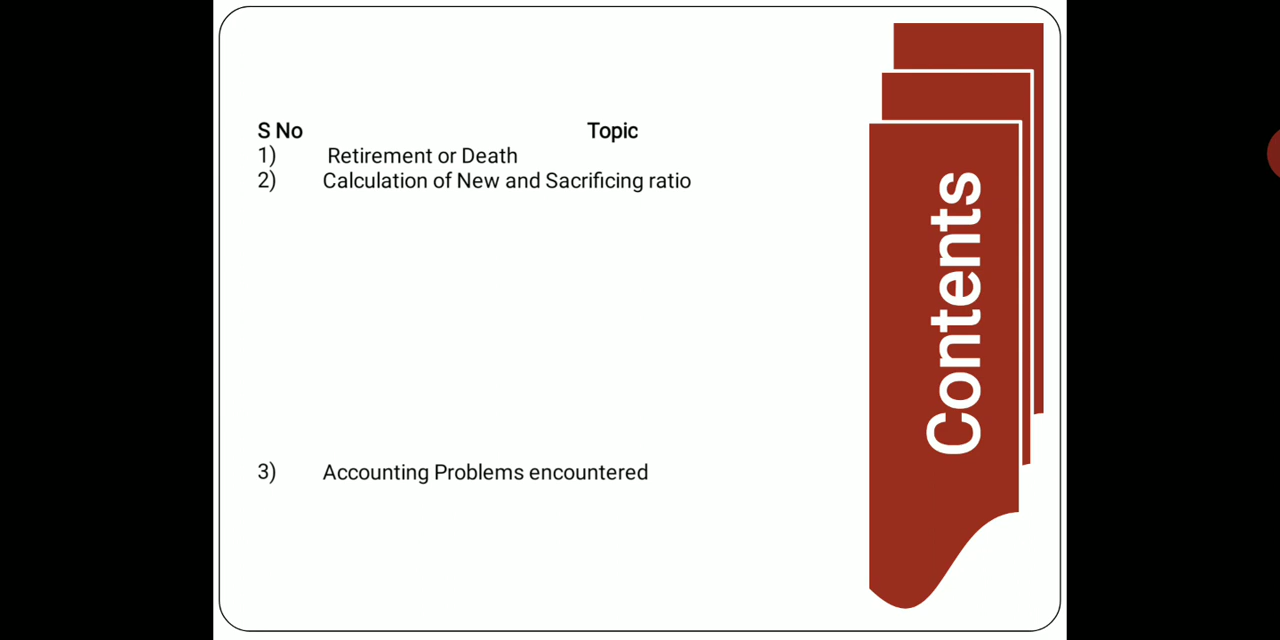 S No Topic
1) Retirement or Death
2) Calculation of New and Sacrificing ratio
3) Accounting Problems encountered
Contents